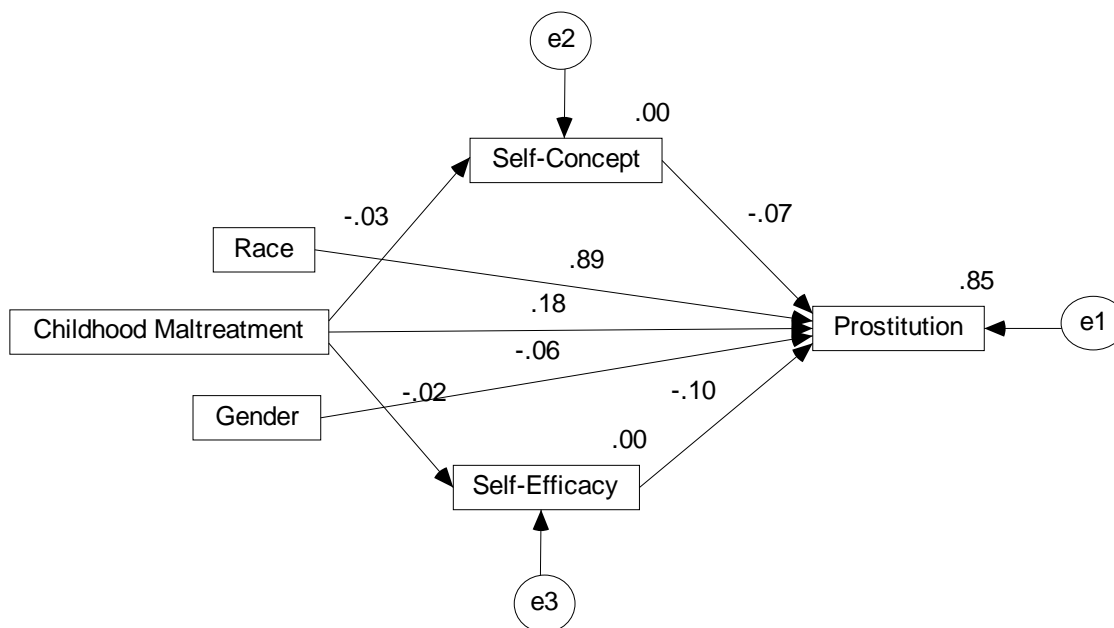 e2
.00
Self-Concept
-.03
-.07
Race
.89
.85
.18
Childhood Maltreatment
Prostitution
e1
-.06
-.02
-.10
Gender
.00
Self-Efficacy
e3